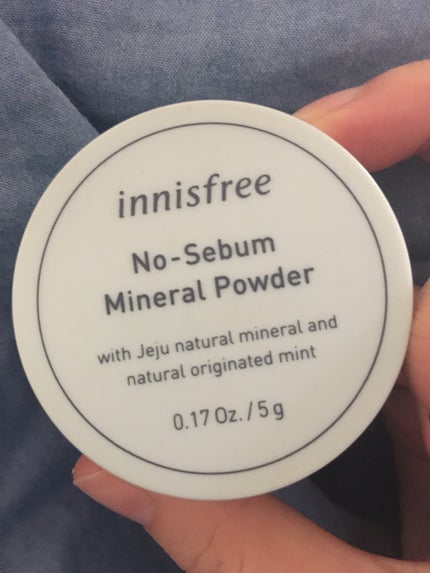 innisfree
No-Sebum
Mineral Powder
with Jeju natural mineral and
natural originated mint
0.17 Oz. / 5 g